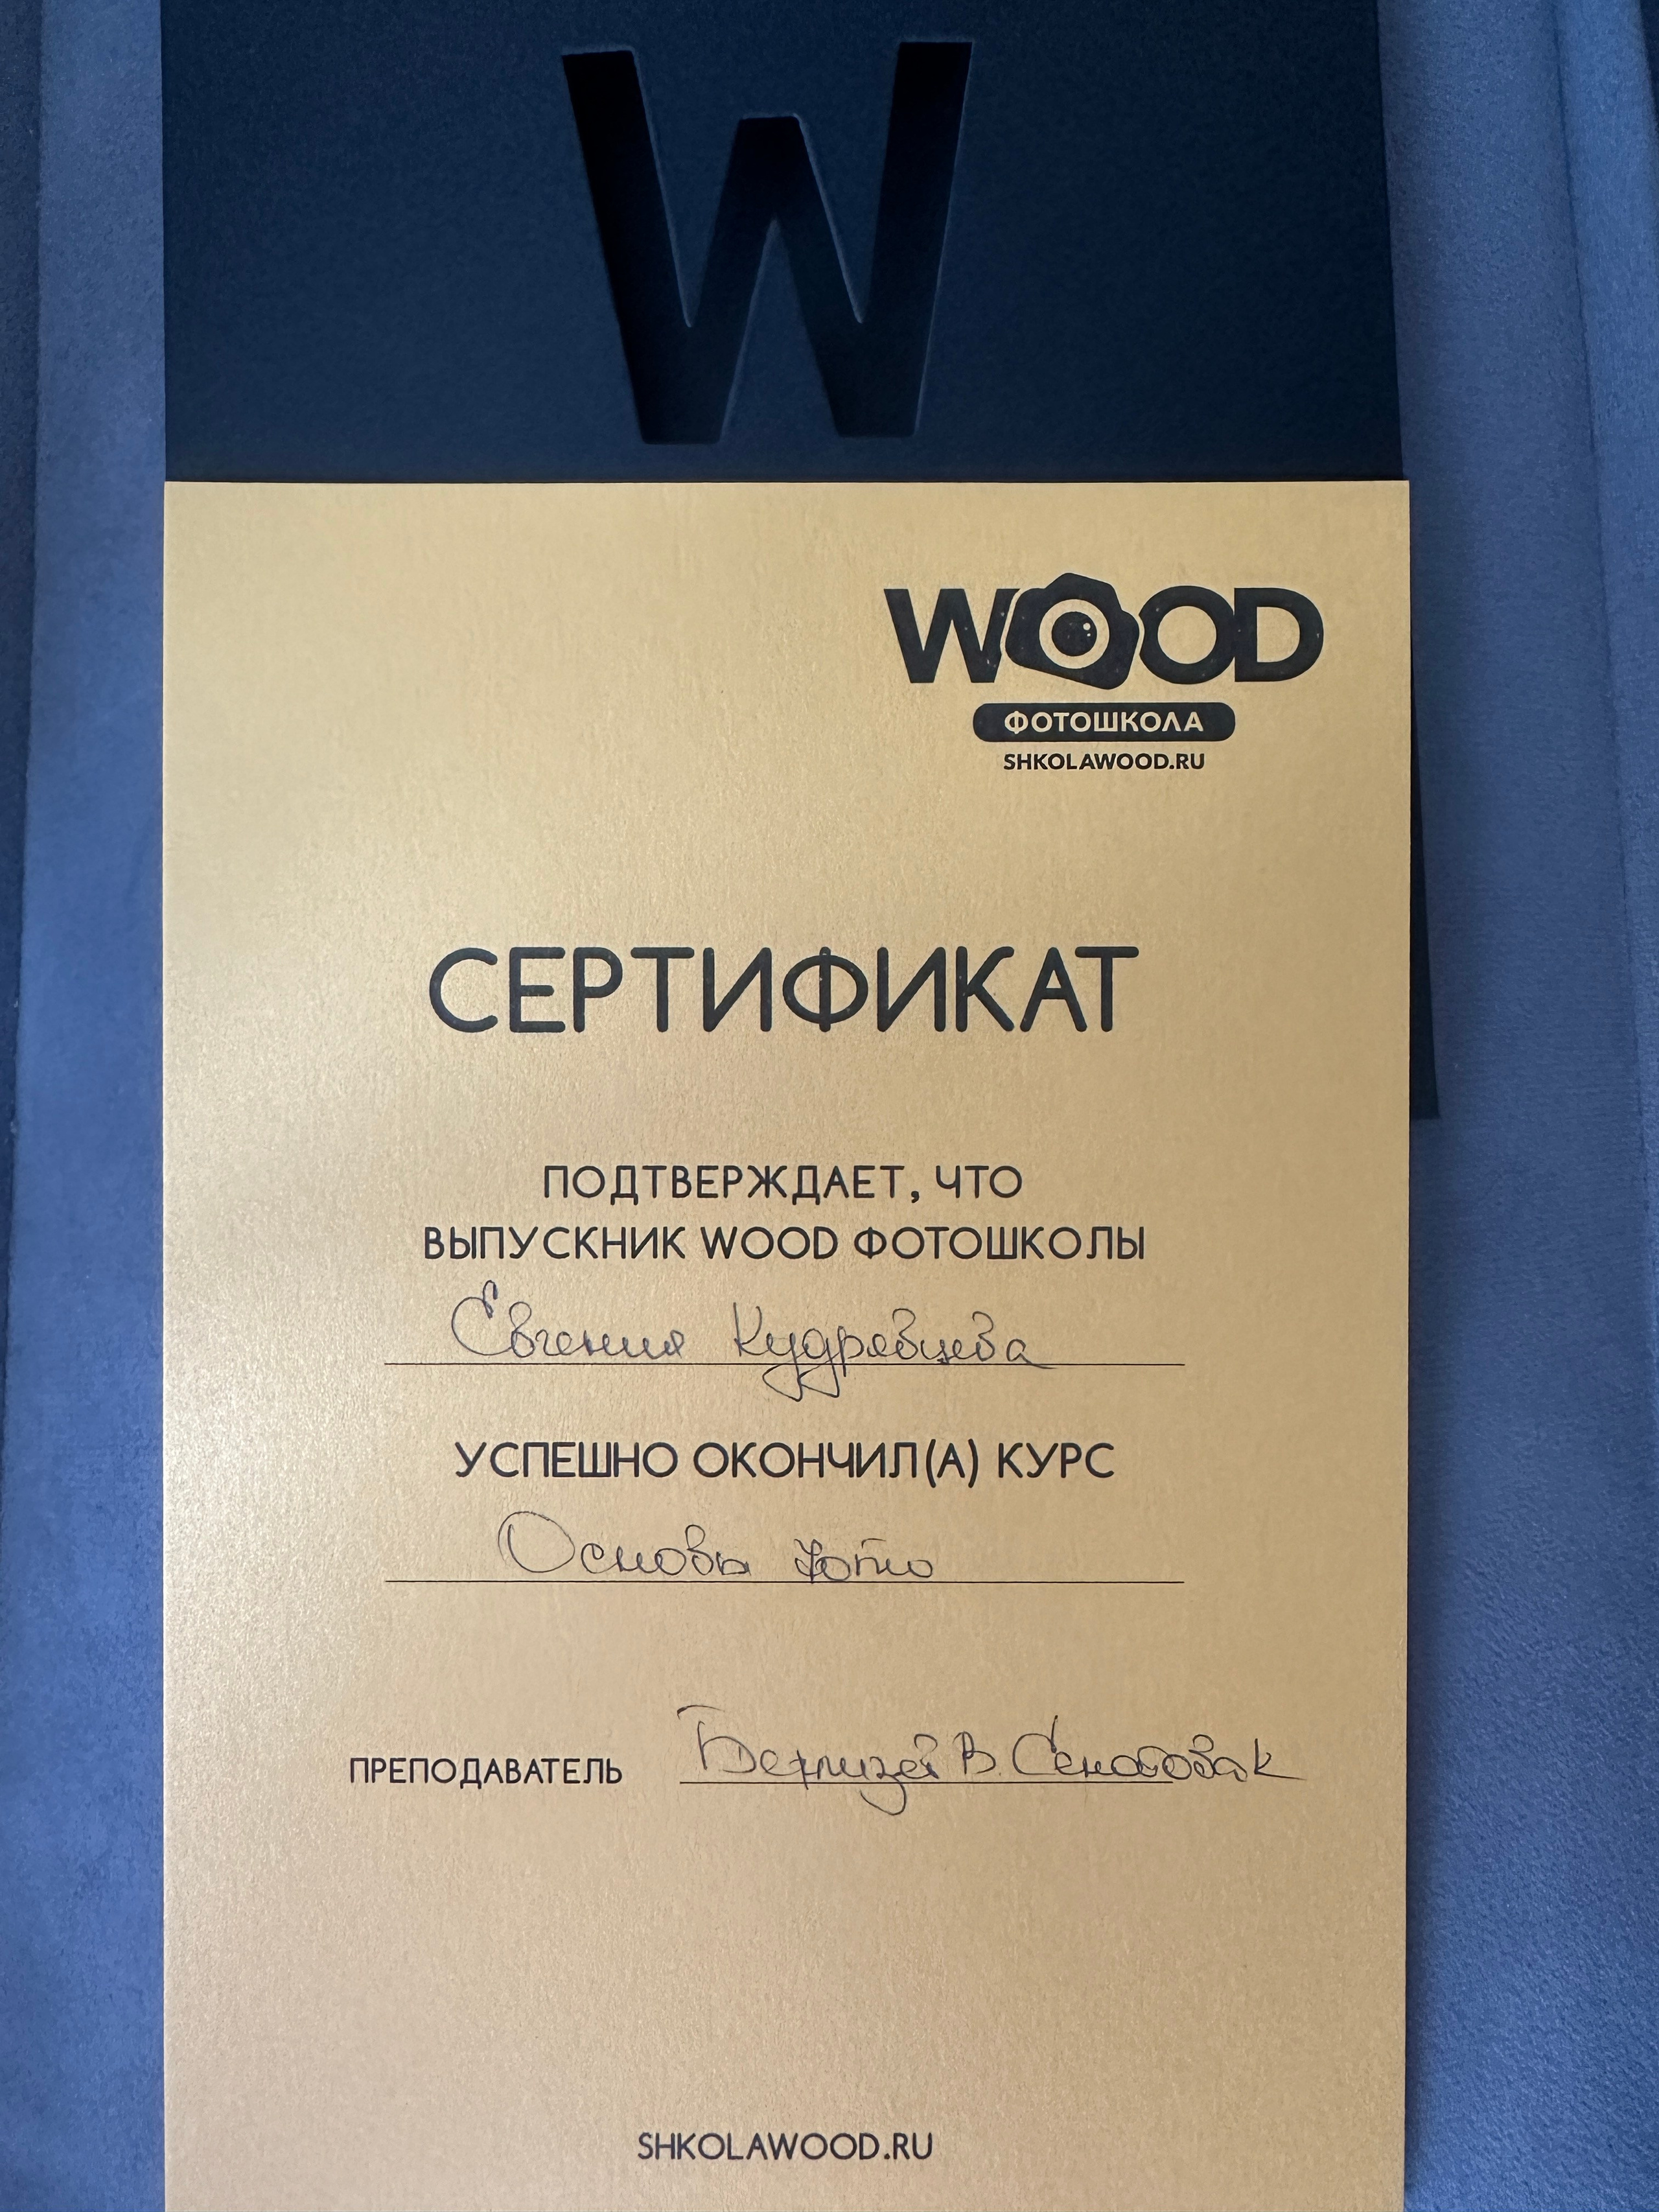 W
WOOD
ФОТОШКОЛА
SHKOLAWOOD.RU
СЕРТИФИКАТ
ПОДТВЕРЖДАЕТ, ЧТО
ВЫПУСКНИК WOOD ФОТОШКОЛЫ
Евгения Кудрявцева
УСПЕШНО ОКОНЧИЛ(А) КУРС
Основы фото
ПРЕПОДАВАТЕЛЬ
SHKOLAWOOD.RU